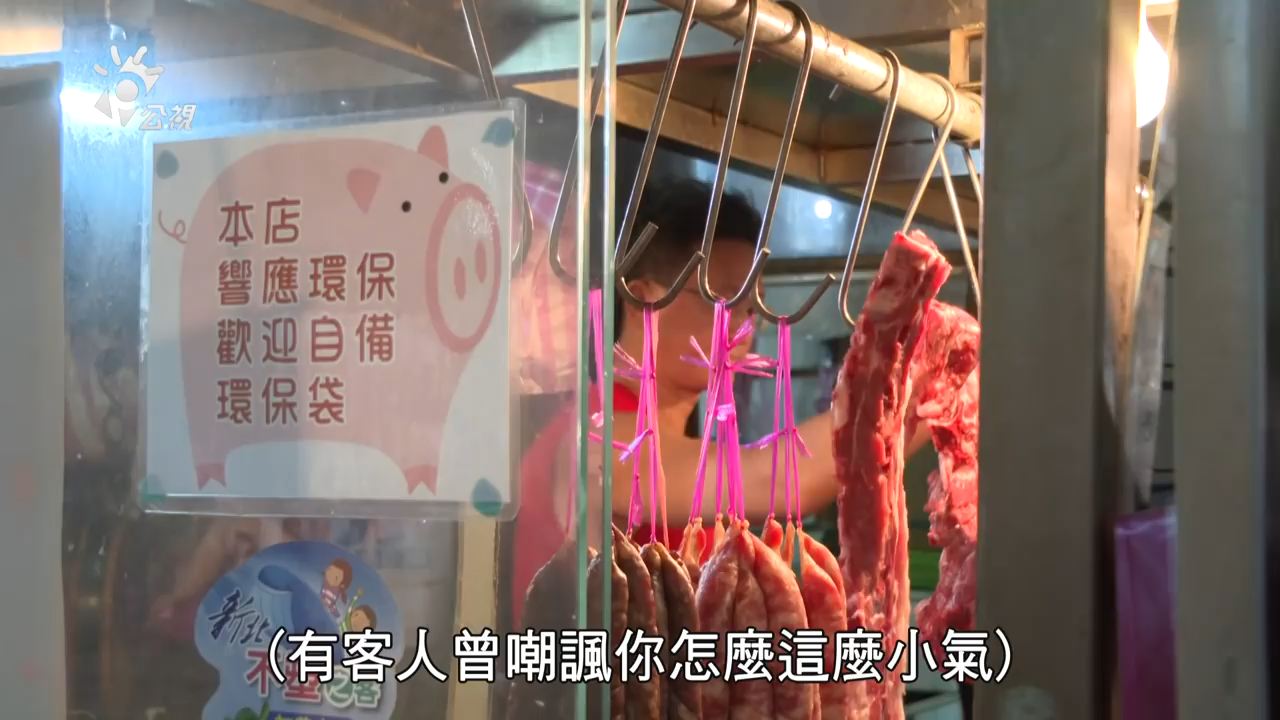 公視
本店
響應環保
歡迎自備
環保袋
新北
不塑之客
(有客人曾嘲諷你怎麼這麼小氣)